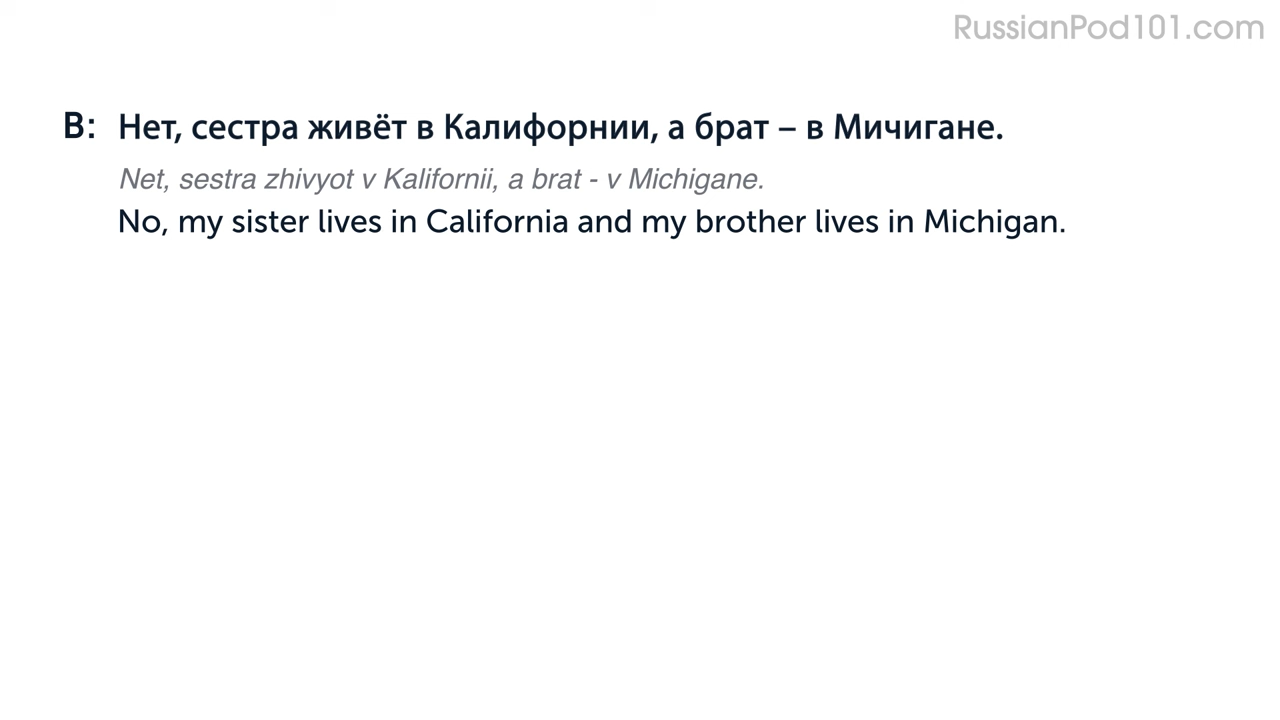 RussianPod101.com
B: Нет, сестра живёт в Калифорнии, а брат – в Мичигане.
Net, sestra zhivyot v Kalifornii, a brat - v Michigane.
No, my sister lives in California and my brother lives in Michigan.